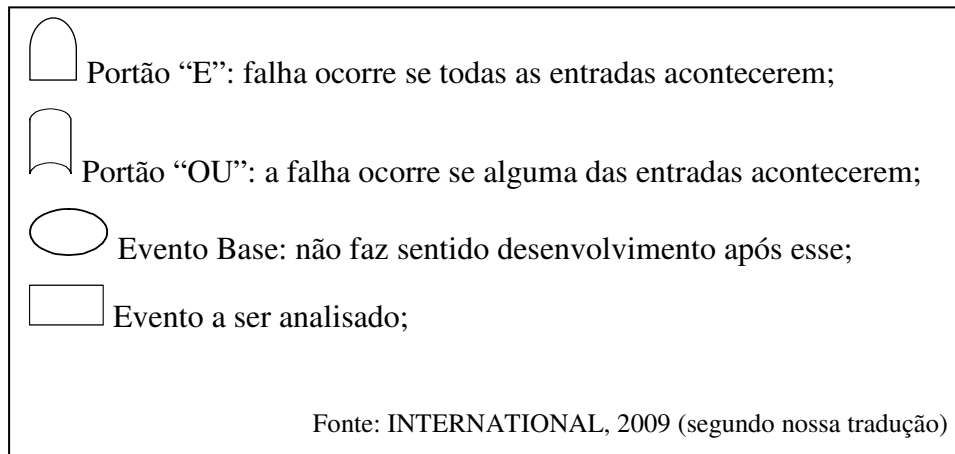 Portão “E”: falha ocorre se todas as entradas acontecerem;
Portão “OU”: a falha ocorre se alguma das entradas acontecerem;
Evento Base: não faz sentido desenvolvimento após esse;
Evento a ser analisado;
Fonte: INTERNATIONAL, 2009 (segundo nossa tradução)